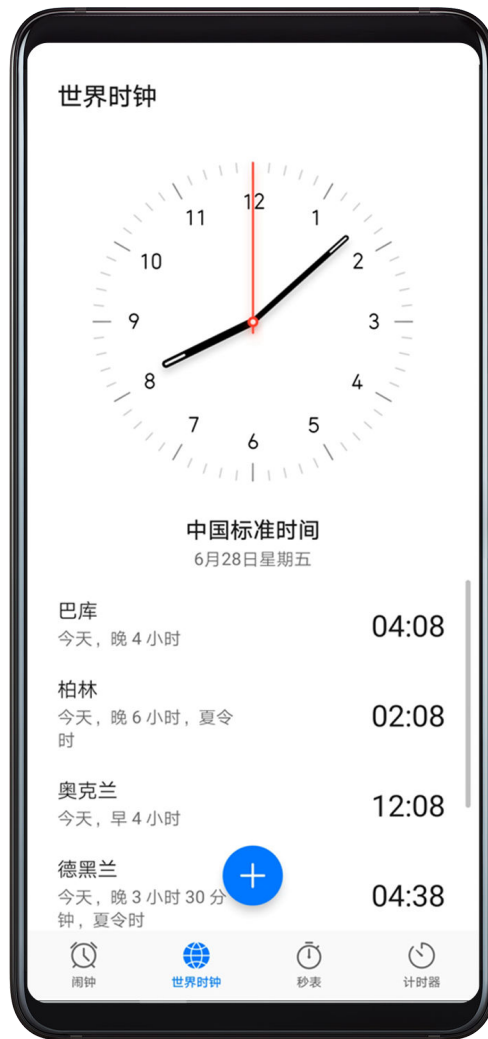 世界时钟
12
11
1
10
2
9
3
8
4
7
5
6
中国标准时间
6月28日星期五
巴库
今天，晚 4 小时
04:08
柏林
今天，晚 6 小时，夏令
时
02:08
奥克兰
今天，早 4 小时
12:08
德黑兰
今天，晚 3 小时 30 分
钟，夏令时
04:38
闹钟
世界时钟
秒表
计时器